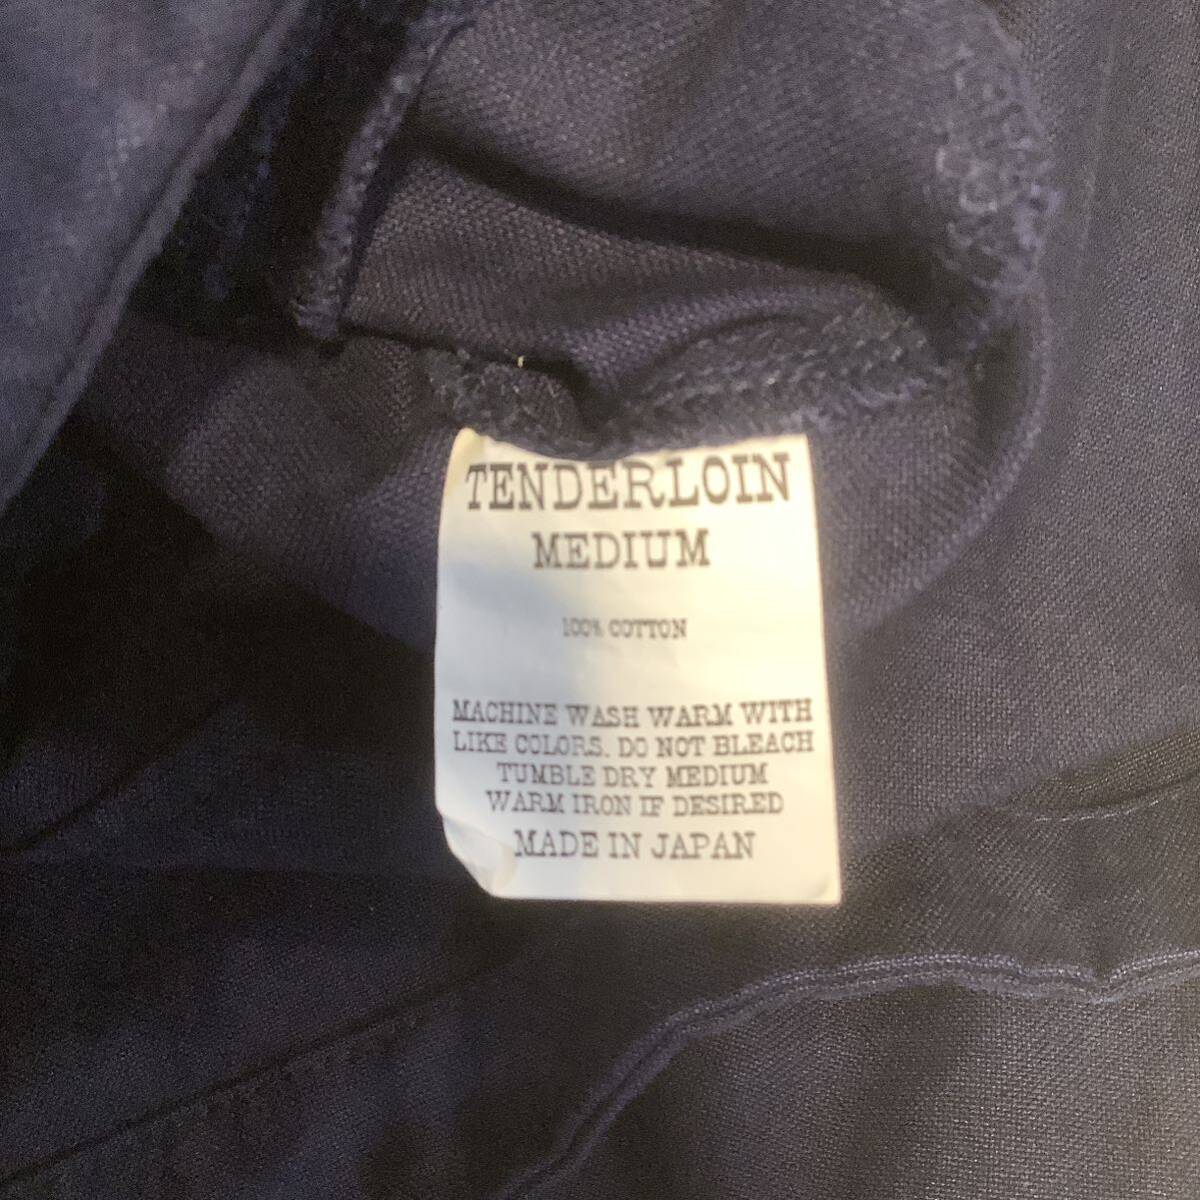 TENDERLOIN
MEDIUM
100% COTTON
MACHINE WASH WARM WITH
LIKE COLORS. DO NOT BLEACH
TUMBLE DRY MEDIUM
WARM IRON IF DESIRED
MADE IN JAPAN